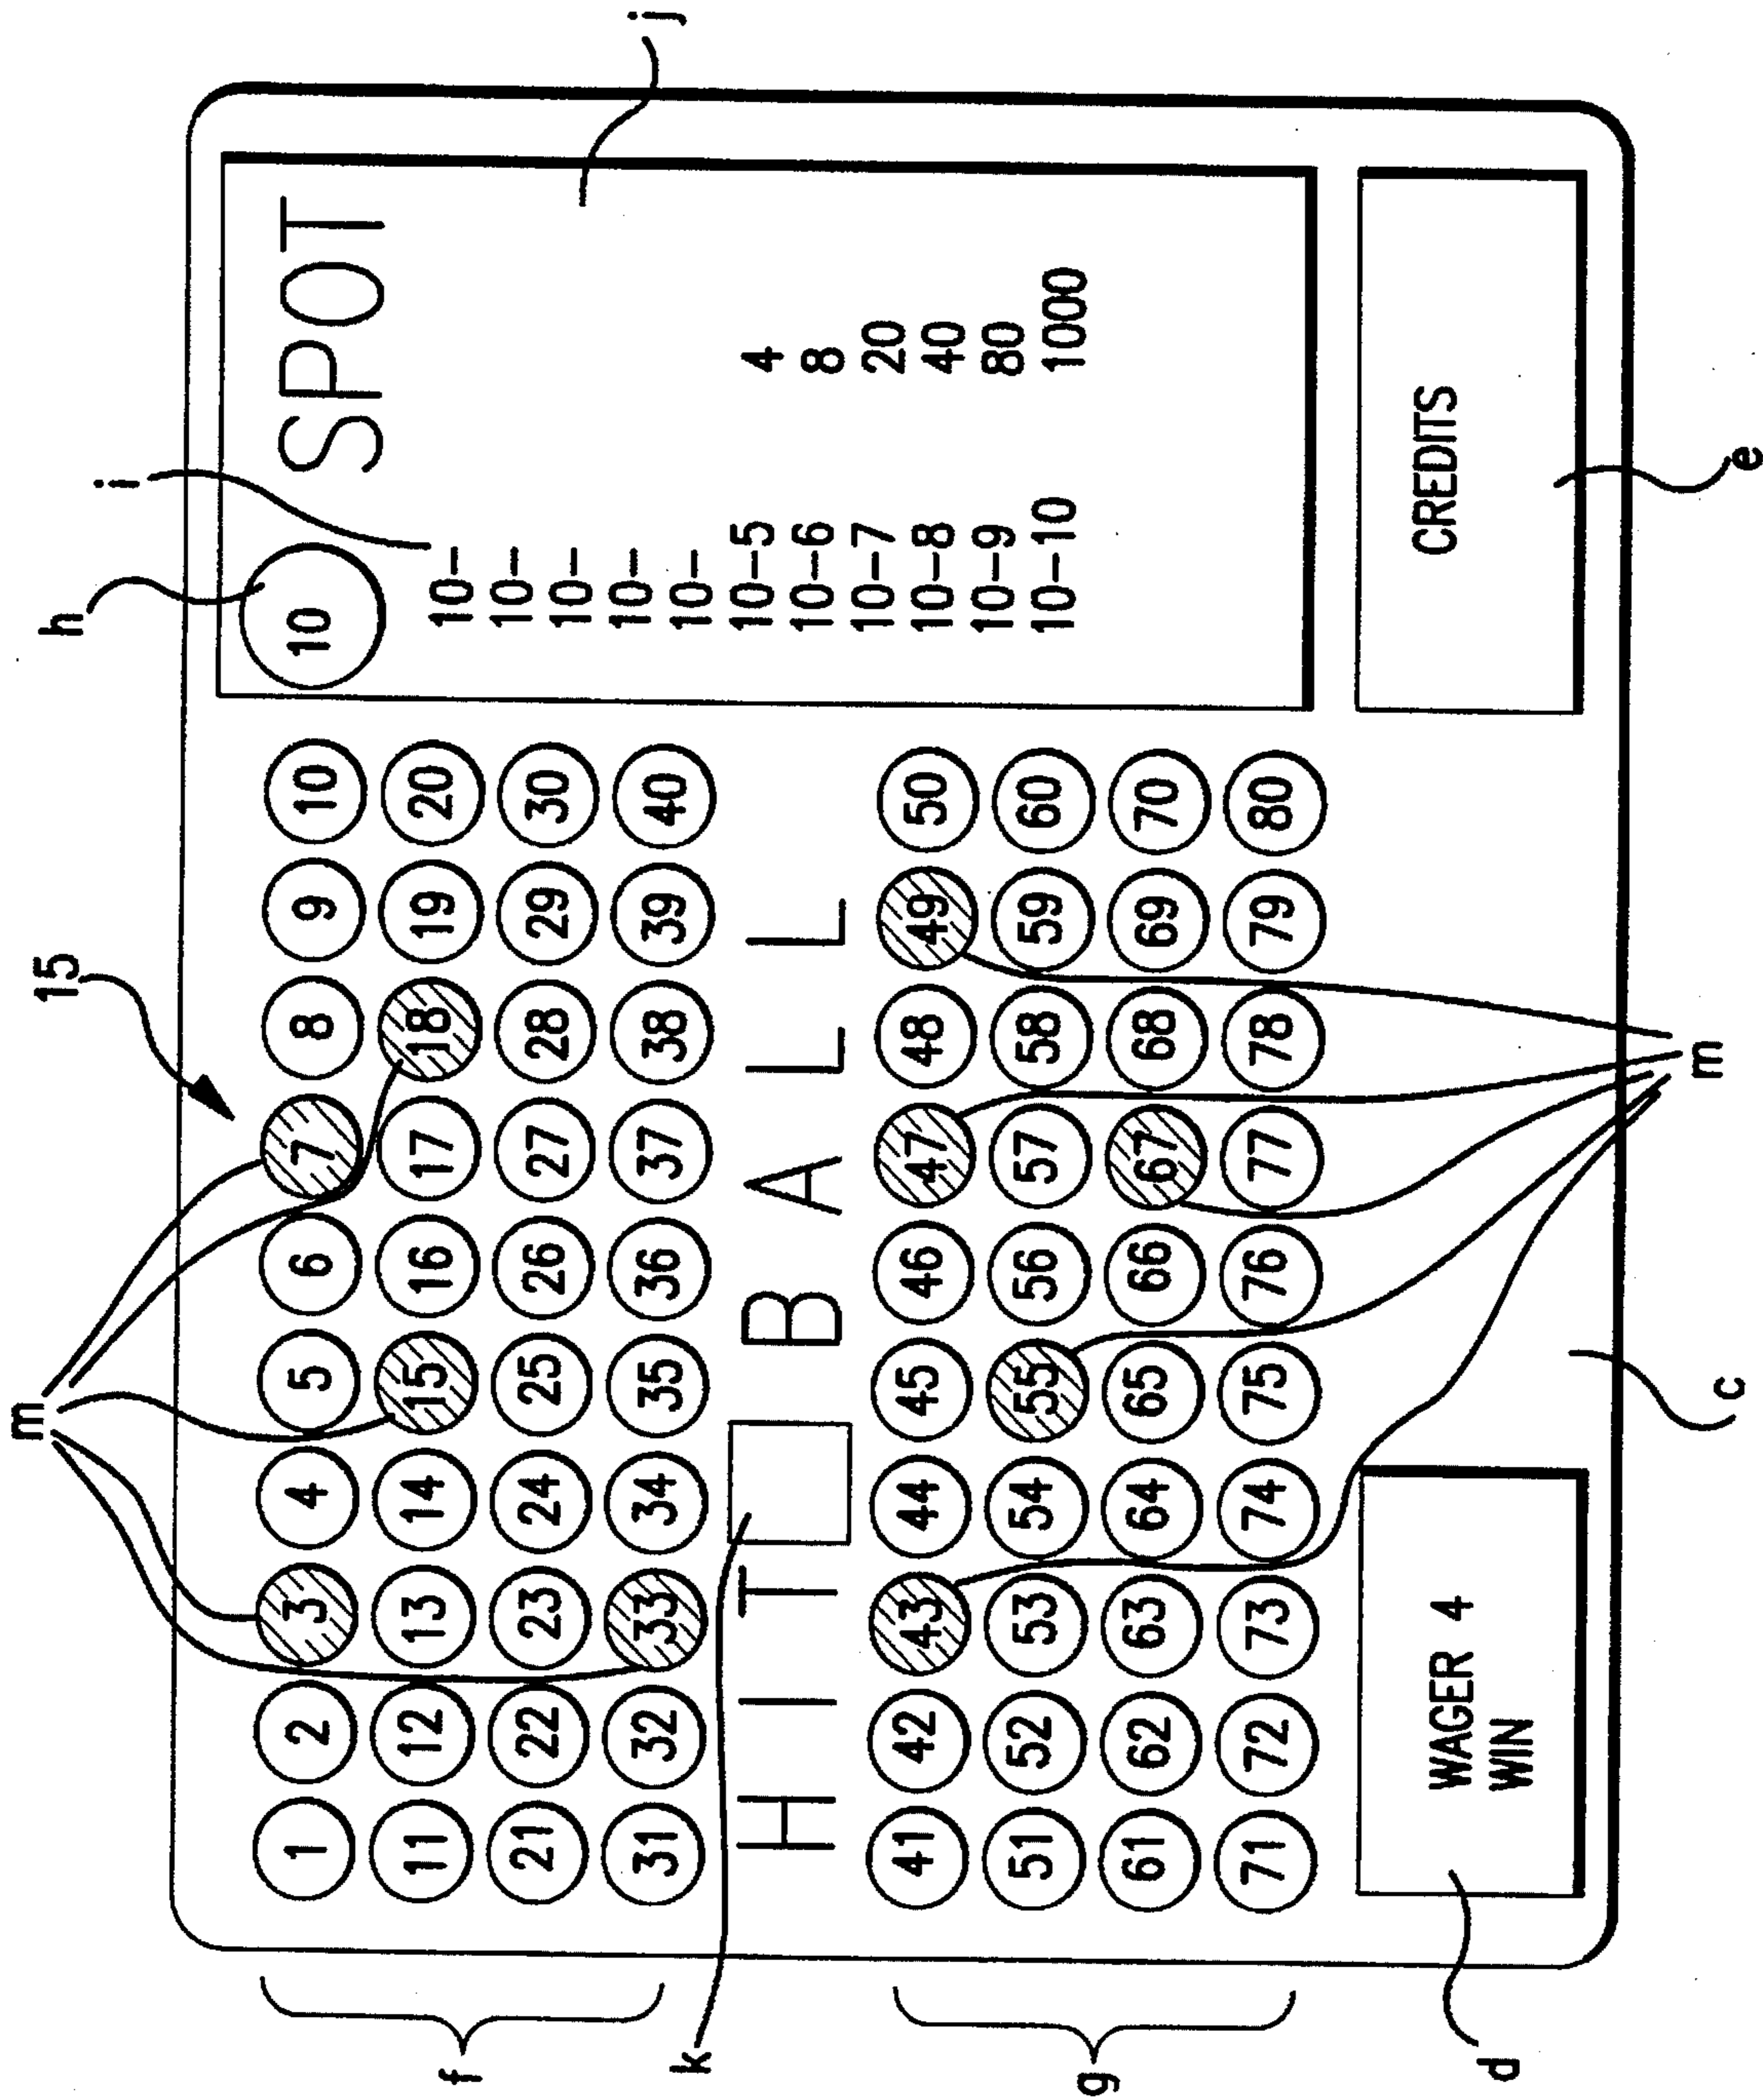 15
m
h
i
j
1 2 3 4 5 6 7 8 9 10
11 12 13 14 15 16 17 18 19 20
21 22 23 24 25 26 27 28 29 30
31 32 33 34 35 36 37 38 39 40
f
k
HIT BALL
41 42 43 44 45 46 47 48 49 50
51 52 53 54 55 56 57 58 59 60
61 62 63 64 65 66 67 68 69 70
71 72 73 74 75 76 77 78 79 80
g
10 SPOT
10-
10-
10-
10-
10-
10-5 4
10-6 8
10-7 20
10-8 40
10-9 80
10-10 1000
WAGER 4
WIN
CREDITS
d
c
m
e